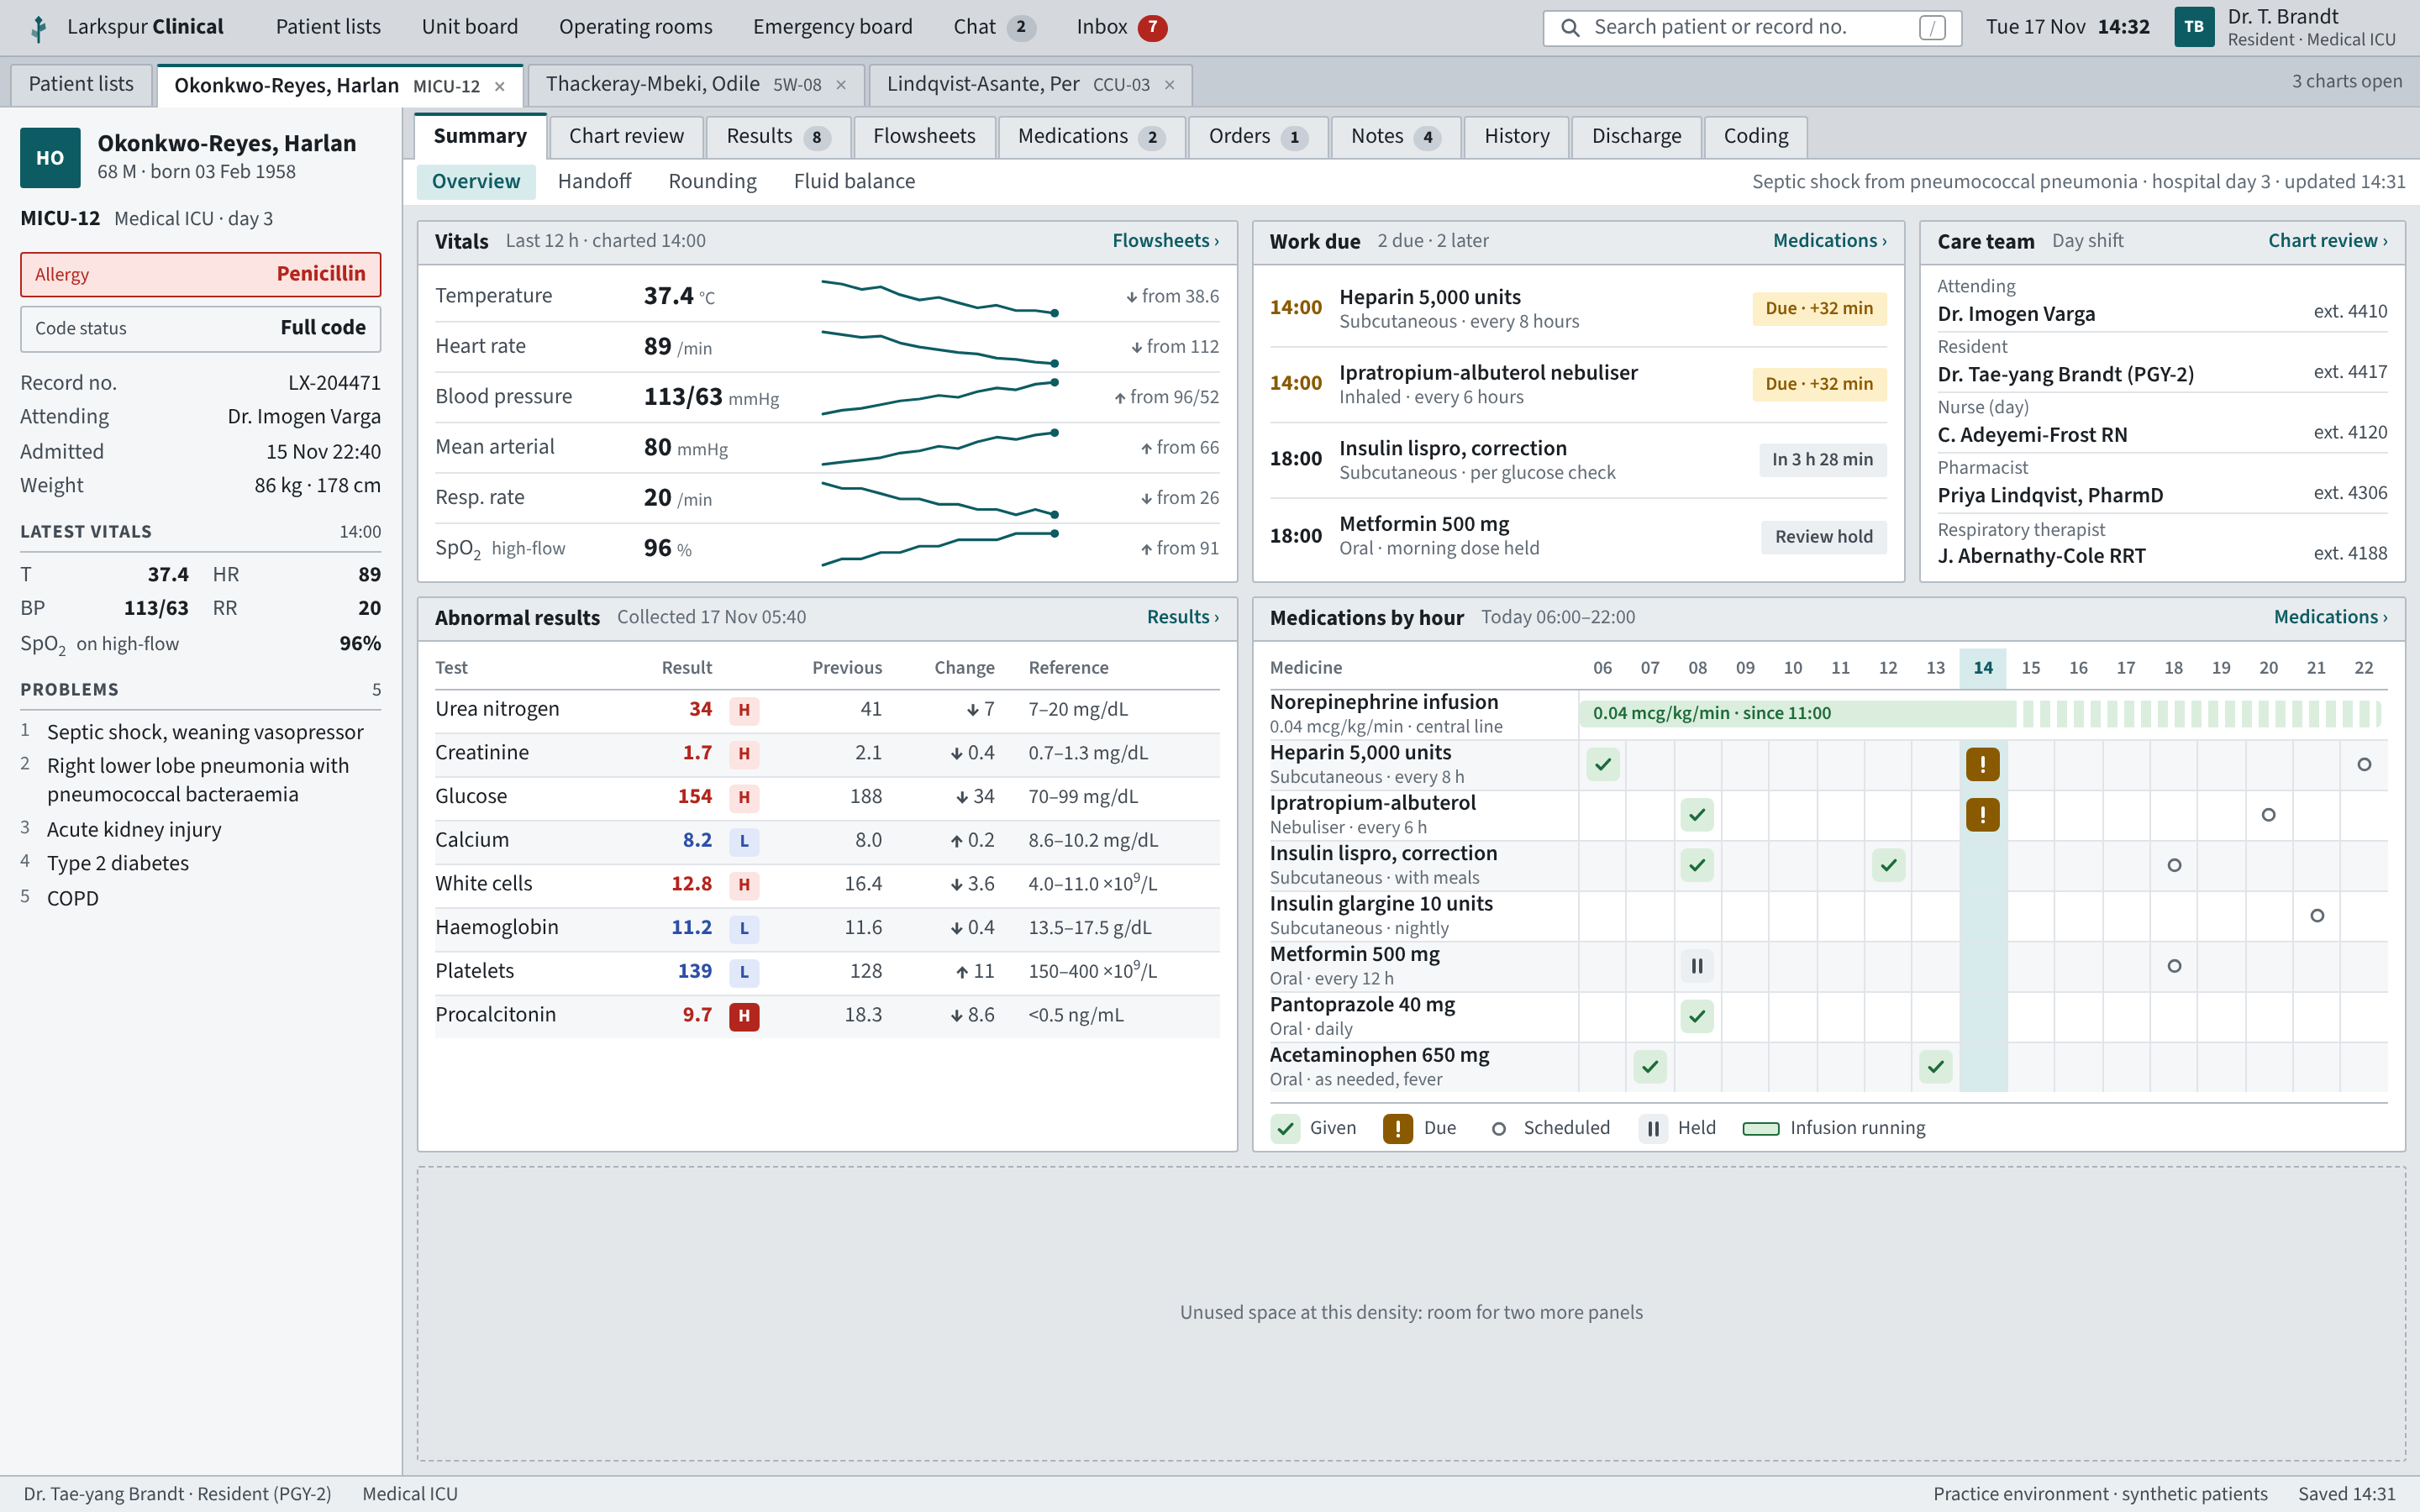 Larkspur Clinical Patient lists Unit board Operating rooms Emergency board Chat 2 Inbox 7 Search patient or record no. / Tue 17 Nov 14:32 TB Dr. T. Brandt
Resident · Medical ICU
Patient lists Okonkwo-Reyes, Harlan MICU-12 × Thackeray-Mbeki, Odile 5W-08 × Lindqvist-Asante, Per CCU-03 × 3 charts open
HO Okonkwo-Reyes, Harlan
68 M · born 03 Feb 1958
MICU-12 Medical ICU · day 3
Allergy Penicillin
Code status Full code
Record no. LX-204471
Attending Dr. Imogen Varga
Admitted 15 Nov 22:40
Weight 86 kg · 178 cm
LATEST VITALS 14:00
T 37.4 HR 89
BP 113/63 RR 20
SpO2 on high-flow 96%
PROBLEMS 5
1 Septic shock, weaning vasopressor
2 Right lower lobe pneumonia with
pneumococcal bacteraemia
3 Acute kidney injury
4 Type 2 diabetes
5 COPD
Summary Chart review Results 8 Flowsheets Medications 2 Orders 1 Notes 4 History Discharge Coding
Overview Handoff Rounding Fluid balance Septic shock from pneumococcal pneumonia · hospital day 3 · updated 14:31
Vitals Last 12 h · charted 14:00 Flowsheets ›
Temperature 37.4 °C ↓ from 38.6
Heart rate 89 /min ↓ from 112
Blood pressure 113/63 mmHg ↑ from 96/52
Mean arterial 80 mmHg ↑ from 66
Resp. rate 20 /min ↓ from 26
SpO2 high-flow 96 % ↑ from 91
Work due 2 due · 2 later Medications ›
14:00 Heparin 5,000 units Due · +32 min
Subcutaneous · every 8 hours
14:00 Ipratropium-albuterol nebuliser Due · +32 min
Inhaled · every 6 hours
18:00 Insulin lispro, correction In 3 h 28 min
Subcutaneous · per glucose check
18:00 Metformin 500 mg Review hold
Oral · morning dose held
Care team Day shift Chart review ›
Attending
Dr. Imogen Varga ext. 4410
Resident
Dr. Tae-yang Brandt (PGY-2) ext. 4417
Nurse (day)
C. Adeyemi-Frost RN ext. 4120
Pharmacist
Priya Lindqvist, PharmD ext. 4306
Respiratory therapist
J. Abernathy-Cole RRT ext. 4188
Abnormal results Collected 17 Nov 05:40 Results ›
Test Result Previous Change Reference
Urea nitrogen 34 H 41 ↓ 7 7–20 mg/dL
Creatinine 1.7 H 2.1 ↓ 0.4 0.7–1.3 mg/dL
Glucose 154 H 188 ↓ 34 70–99 mg/dL
Calcium 8.2 L 8.0 ↑ 0.2 8.6–10.2 mg/dL
White cells 12.8 H 16.4 ↓ 3.6 4.0–11.0 ×10⁹/L
Haemoglobin 11.2 L 11.6 ↓ 0.4 13.5–17.5 g/dL
Platelets 139 L 128 ↑ 11 150–400 ×10⁹/L
Procalcitonin 9.7 H 18.3 ↓ 8.6 <0.5 ng/mL
Medications by hour Today 06:00–22:00 Medications ›
Medicine 06 07 08 09 10 11 12 13 14 15 16 17 18 19 20 21 22
Norepinephrine infusion
0.04 mcg/kg/min · central line
0.04 mcg/kg/min · since 11:00
Heparin 5,000 units
Subcutaneous · every 8 h
Ipratropium-albuterol
Nebuliser · every 6 h
Insulin lispro, correction
Subcutaneous · with meals
Insulin glargine 10 units
Subcutaneous · nightly
Metformin 500 mg
Oral · every 12 h
Pantoprazole 40 mg
Oral · daily
Acetaminophen 650 mg
Oral · as needed, fever
Given ! Due Scheduled Held Infusion running
Unused space at this density: room for two more panels
Dr. Tae-yang Brandt · Resident (PGY-2) Medical ICU Practice environment · synthetic patients Saved 14:31